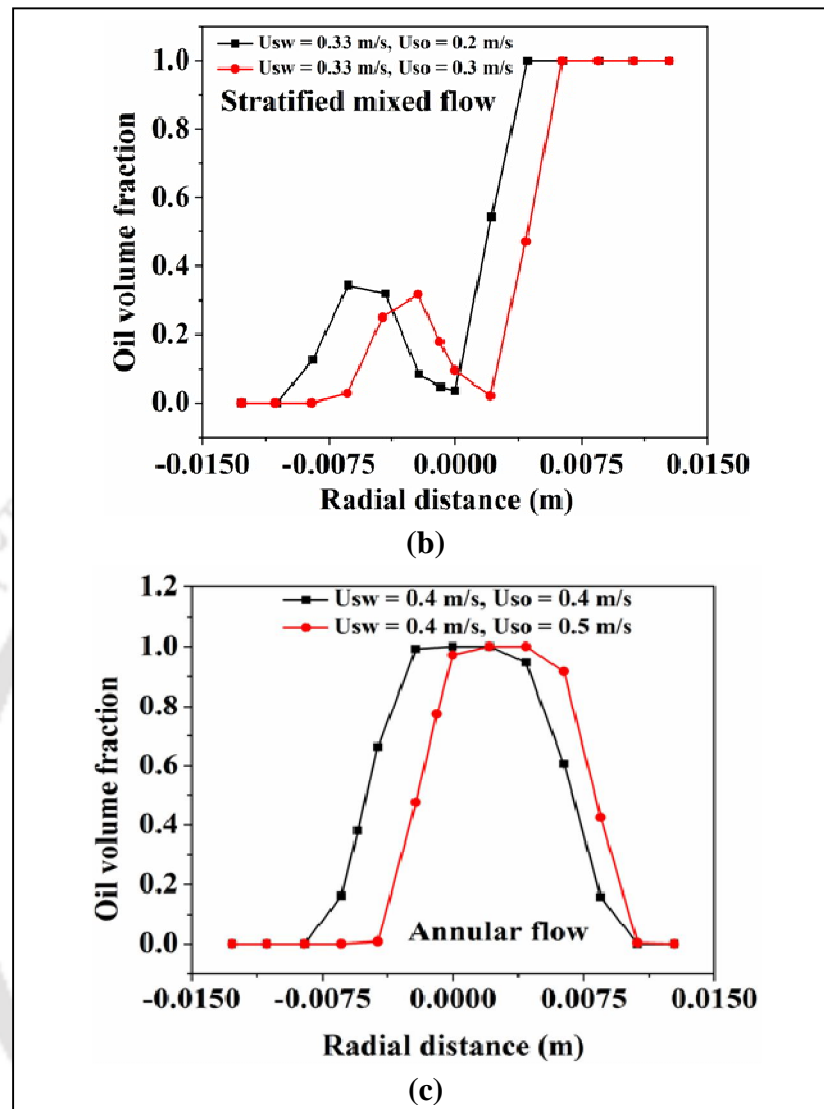 Usw = 0.33 m/s, Uso = 0.2 m/s
Usw = 0.33 m/s, Uso = 0.3 m/s
Stratified mixed flow
1.0
0.8
0.6
0.4
0.2
0.0
Oil volume fraction
-0.0150 -0.0075 0.0000 0.0075 0.0150
Radial distance (m)
(b)
Usw = 0.4 m/s, Uso = 0.4 m/s
Usw = 0.4 m/s, Uso = 0.5 m/s
1.2
1.0
0.8
0.6
0.4
0.2
0.0
Oil volume fraction
Annular flow
-0.0150 -0.0075 0.0000 0.0075 0.0150
Radial distance (m)
(c)